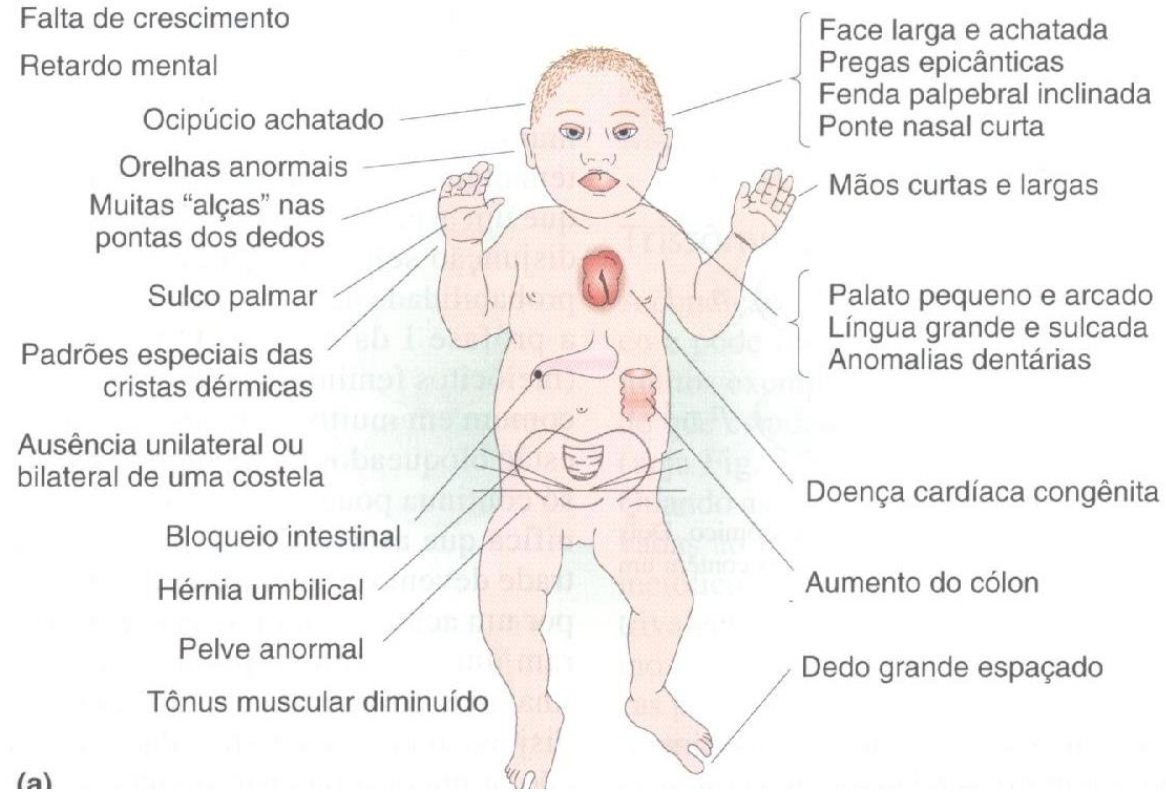 Falta de crescimento
Retardo mental
Ocipúcio achatado
Orelhas anormais
Muitas “alças” nas
pontas dos dedos
Sulco palmar
Padrões especiais das
cristas dérmicas
Ausência unilateral ou
bilateral de uma costela
Bloqueio intestinal
Hérnia umbilical
Pelve anormal
Tônus muscular diminuído
(a)
Face larga e achatada
Pregas epicânticas
Fenda palpebral inclinada
Ponte nasal curta
Mãos curtas e largas
Palato pequeno e arcado
Língua grande e sulcada
Anomalias dentárias
Doença cardíaca congênita
Aumento do cólon
Dedo grande espaçado